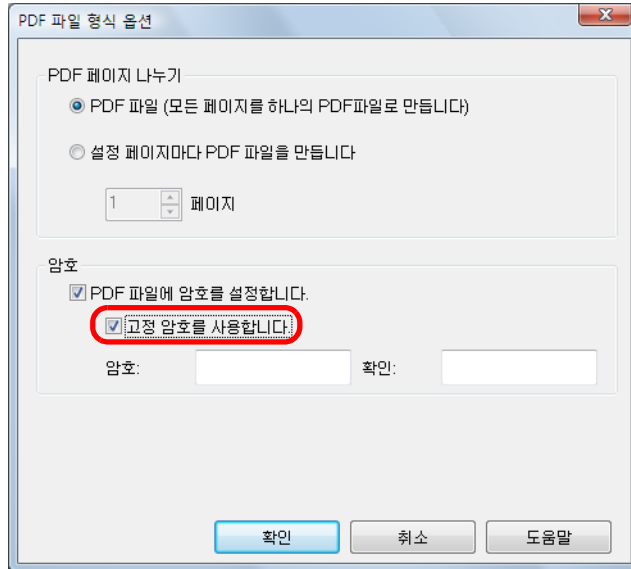 PDF 파일 형식 옵션
PDF 페이지 나누기
PDF 파일 (모든 페이지를 하나의 PDF파일로 만듭니다)
설정 페이지마다 PDF 파일을 만듭니다
1 페이지
암호
PDF 파일에 암호를 설정합니다.
고정 암호를 사용합니다.
암호: 확인:
확인 취소 도움말